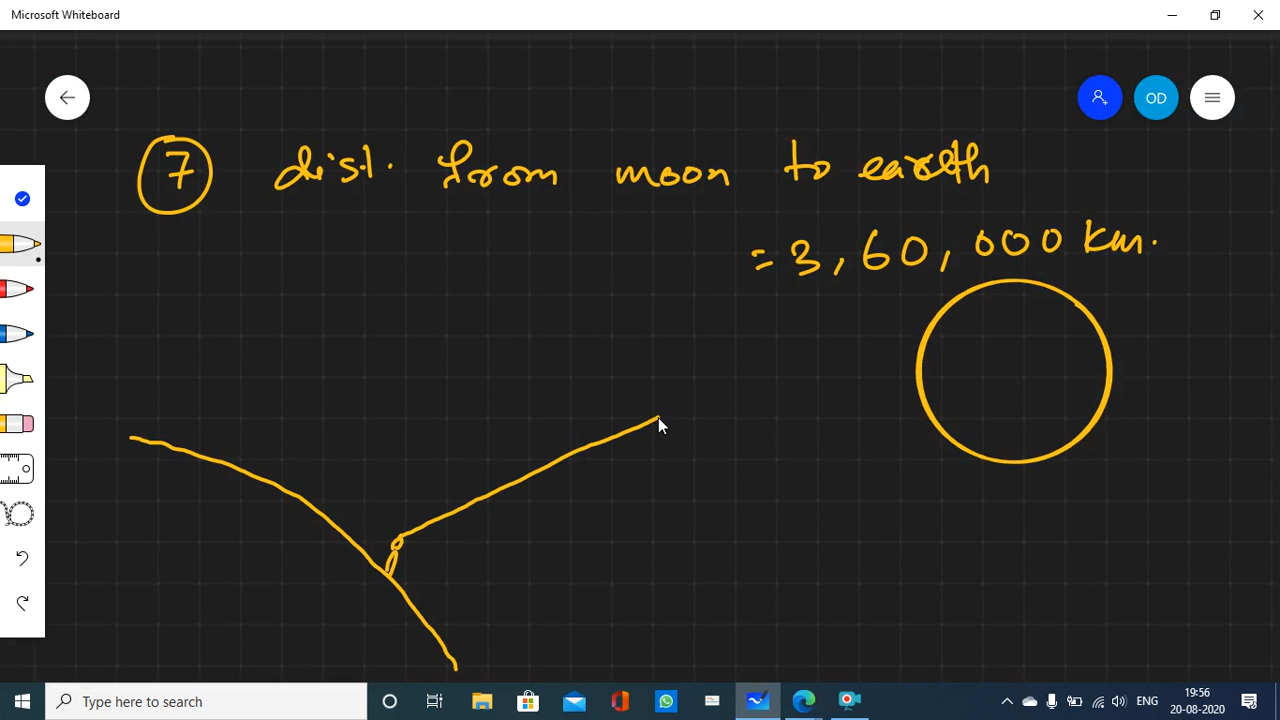 Microsoft Whiteboard
OD
7 dist. from moon to earth
= 3,60,000 km.
Type here to search
ENG
19:56
20-08-2020